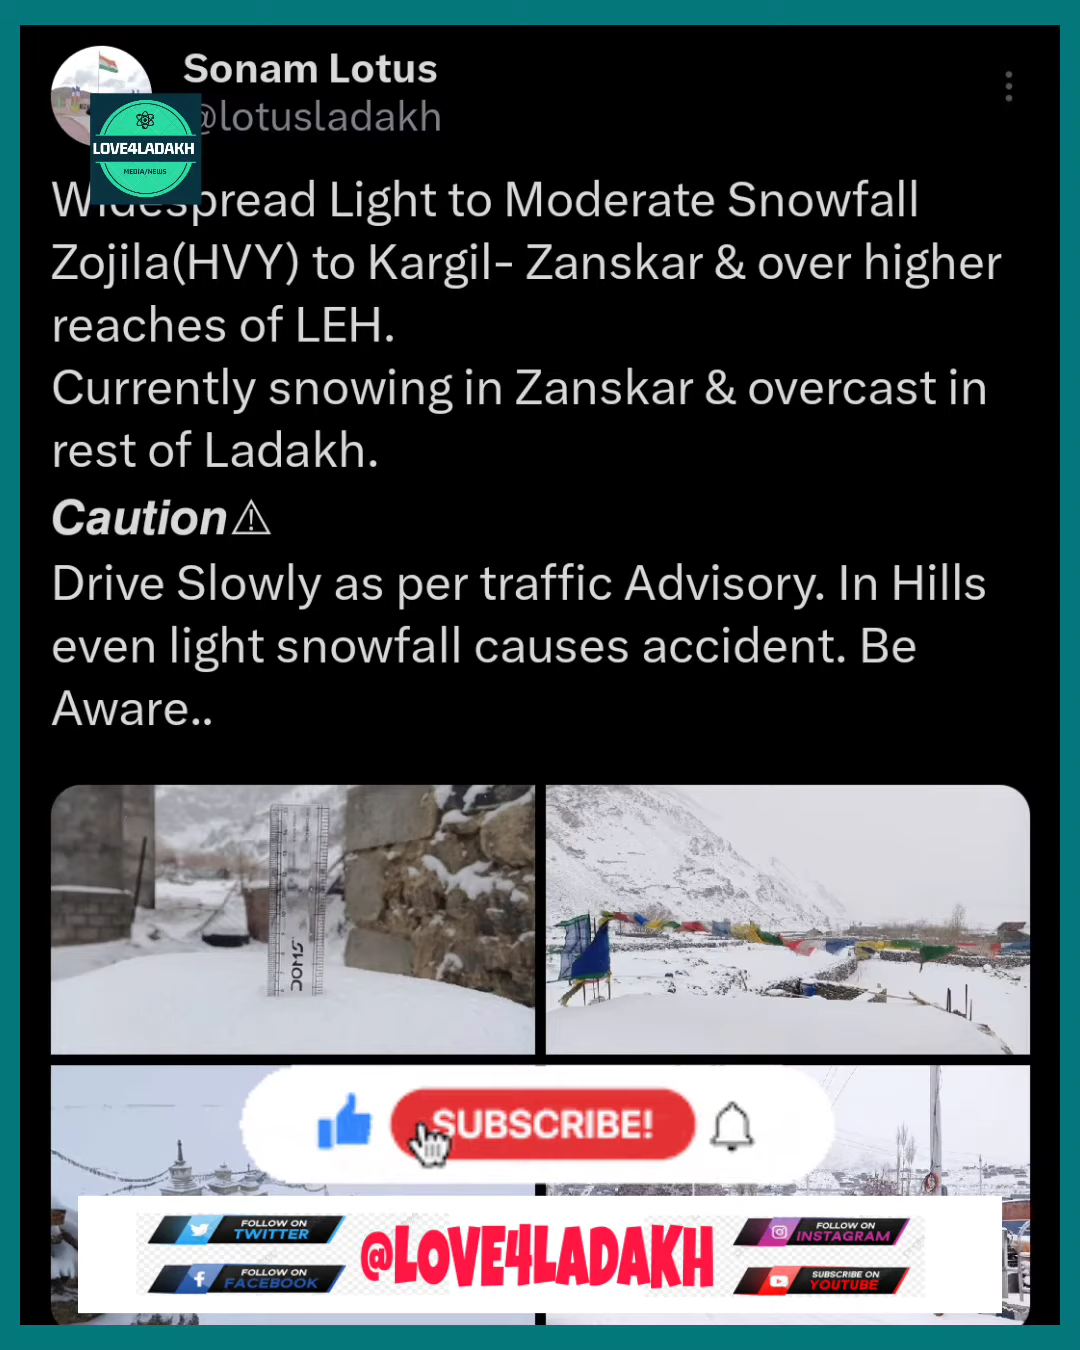 Sonam Lotus
@lotusladakh
LOVE4LADAKH
MEDIA/NEWS
Widespread Light to Moderate Snowfall
Zojila(HVY) to Kargil- Zanskar & over higher
reaches of LEH.
Currently snowing in Zanskar & overcast in
rest of Ladakh.
Caution⚠
Drive Slowly as per traffic Advisory. In Hills
even light snowfall causes accident. Be
Aware..
DOMS
SUBSCRIBE!
FOLLOW ON
TWITTER
FOLLOW ON
FACEBOOK
@LOVE4LADAKH
FOLLOW ON
INSTAGRAM
SUBSCRIBE ON
YOUTUBE